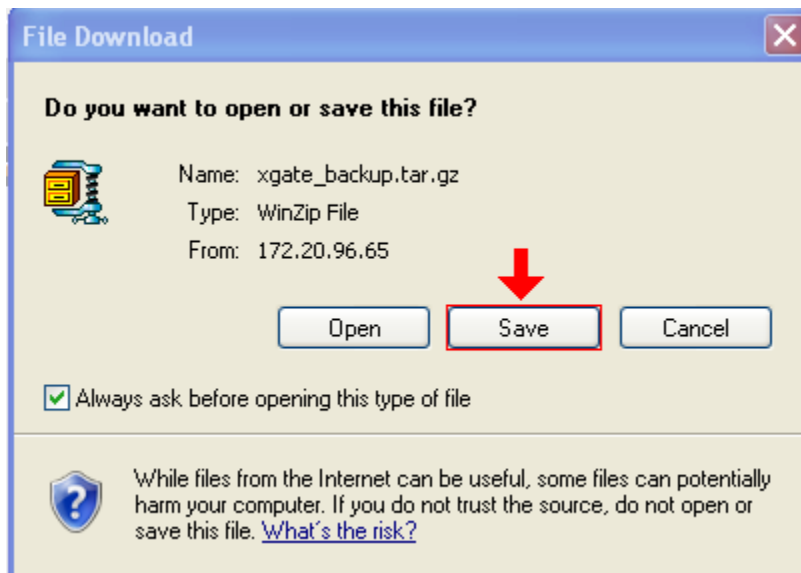 File Download
Do you want to open or save this file?
Name: xgate_backup.tar.gz
Type: WinZip File
From: 172.20.96.65
Open Save Cancel
Always ask before opening this type of file
While files from the Internet can be useful, some files can potentially
harm your computer. If you do not trust the source, do not open or
save this file. What's the risk?